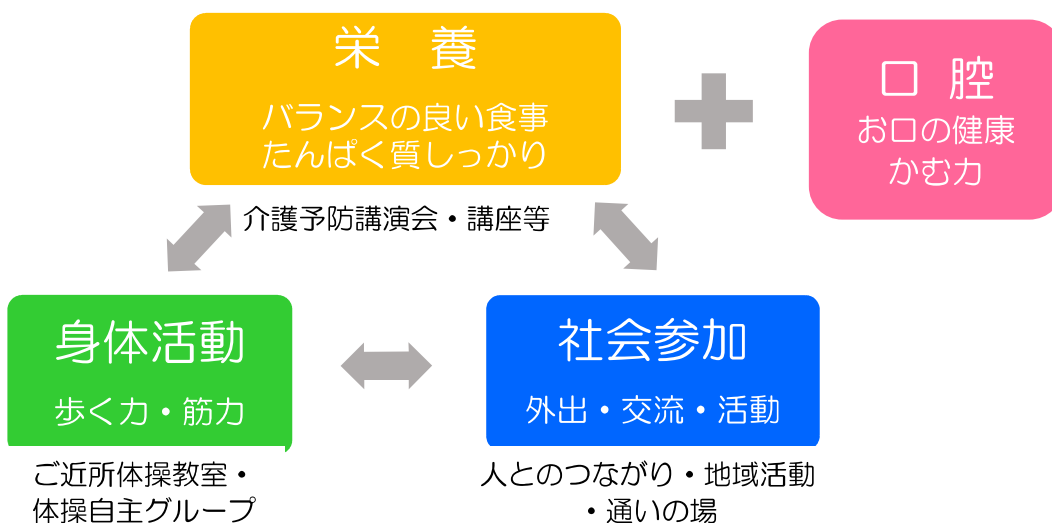 栄　養
バランスの良い食事
たんぱく質しっかり
口 腔
お口の健康
かむ力
介護予防講演会・講座等
身体活動
歩く力・筋力
ご近所体操教室・
体操自主グループ
社会参加
外出・交流・活動
人とのつながり・地域活動
・通いの場